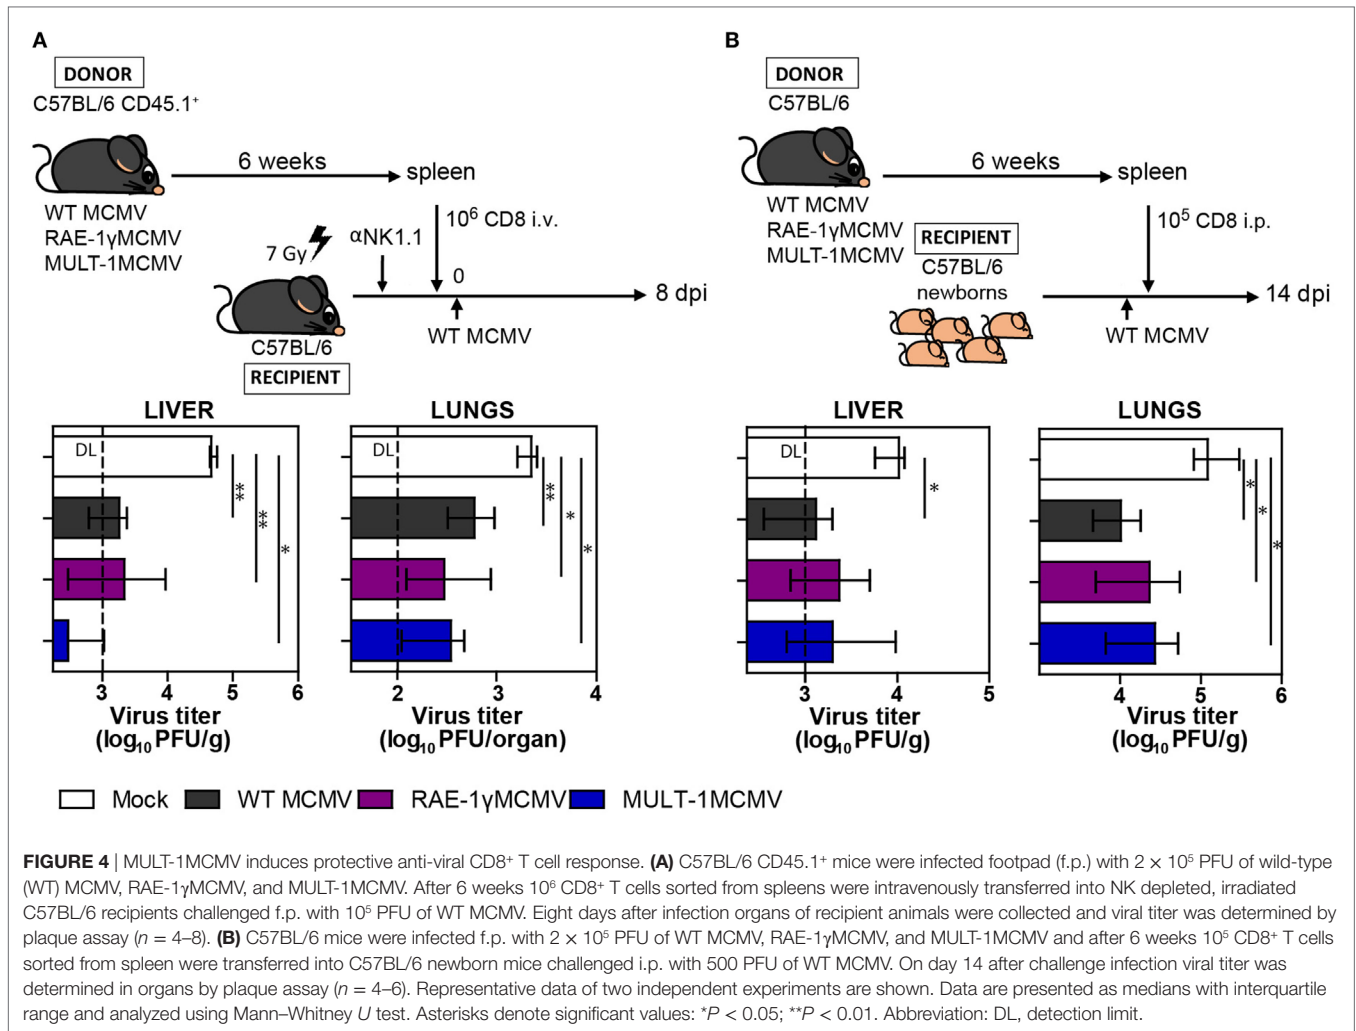 A
DONOR
C57BL/6 CD45.1⁺
6 weeks
spleen
WT MCMV
RAE-1γMCMV
MULT-1MCMV
10⁶ CD8 i.v.
7 Gy
αNK1.1
0
8 dpi
WT MCMV
C57BL/6
RECIPIENT
B
DONOR
C57BL/6
6 weeks
spleen
WT MCMV
RAE-1γMCMV
MULT-1MCMV
10⁵ CD8 i.p.
RECIPIENT
C57BL/6
newborns
14 dpi
WT MCMV
LIVER
DL
**
**
*
3 4 5 6
Virus titer
(log₁₀ PFU/g)
LUNGS
DL
**
*
*
2 3 4
Virus titer
(log₁₀ PFU/organ)
LIVER
DL
*
3 4 5
Virus titer
(log₁₀ PFU/g)
LUNGS
*
*
*
4 5 6
Virus titer
(log₁₀ PFU/g)
Mock WT MCMV RAE-1γMCMV MULT-1MCMV
FIGURE 4 | MULT-1MCMV induces protective anti-viral CD8⁺ T cell response. (A) C57BL/6 CD45.1⁺ mice were infected footpad (f.p.) with 2 × 10⁵ PFU of wild-type
(WT) MCMV, RAE-1γMCMV, and MULT-1MCMV. After 6 weeks 10⁶ CD8⁺ T cells sorted from spleens were intravenously transferred into NK depleted, irradiated
C57BL/6 recipients challenged f.p. with 10⁵ PFU of WT MCMV. Eight days after infection organs of recipient animals were collected and viral titer was determined by
plaque assay (n = 4–8). (B) C57BL/6 mice were infected f.p. with 2 × 10⁵ PFU of WT MCMV, RAE-1γMCMV, and MULT-1MCMV and after 6 weeks 10⁵ CD8⁺ T cells
sorted from spleen were transferred into C57BL/6 newborn mice challenged i.p. with 500 PFU of WT MCMV. On day 14 after challenge infection viral titer was
determined in organs by plaque assay (n = 4–6). Representative data of two independent experiments are shown. Data are presented as medians with interquartile
range and analyzed using Mann–Whitney U test. Asterisks denote significant values: *P < 0.05; **P < 0.01. Abbreviation: DL, detection limit.